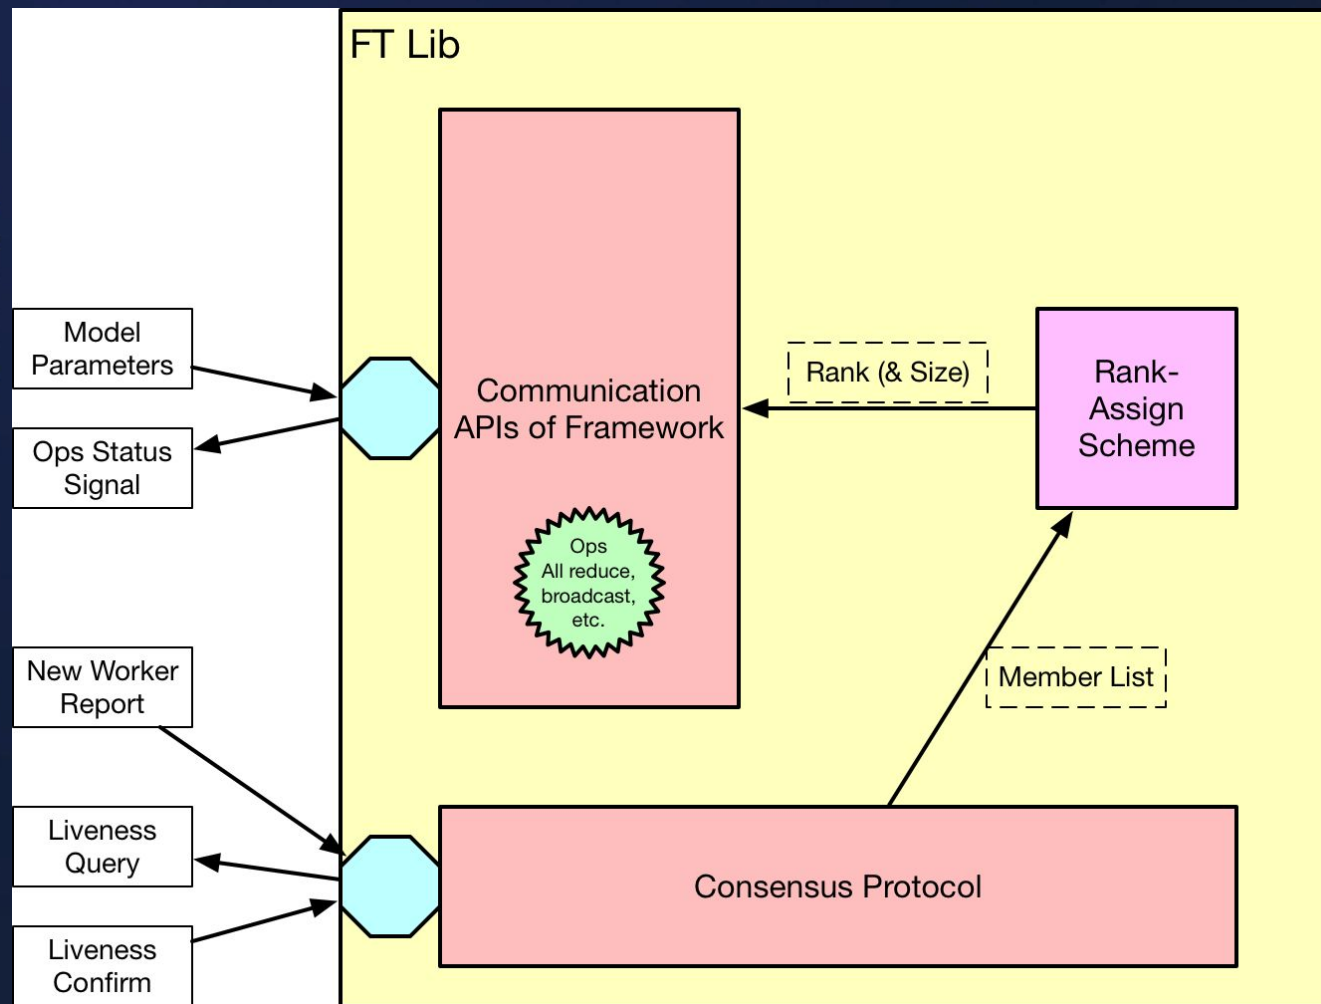 FT Lib
Model
Parameters
Ops Status
Signal
Communication
APIs of Framework
Ops
All reduce,
broadcast,
etc.
Rank (& Size)
Rank-
Assign
Scheme
Member List
New Worker
Report
Liveness
Query
Liveness
Confirm
Consensus Protocol